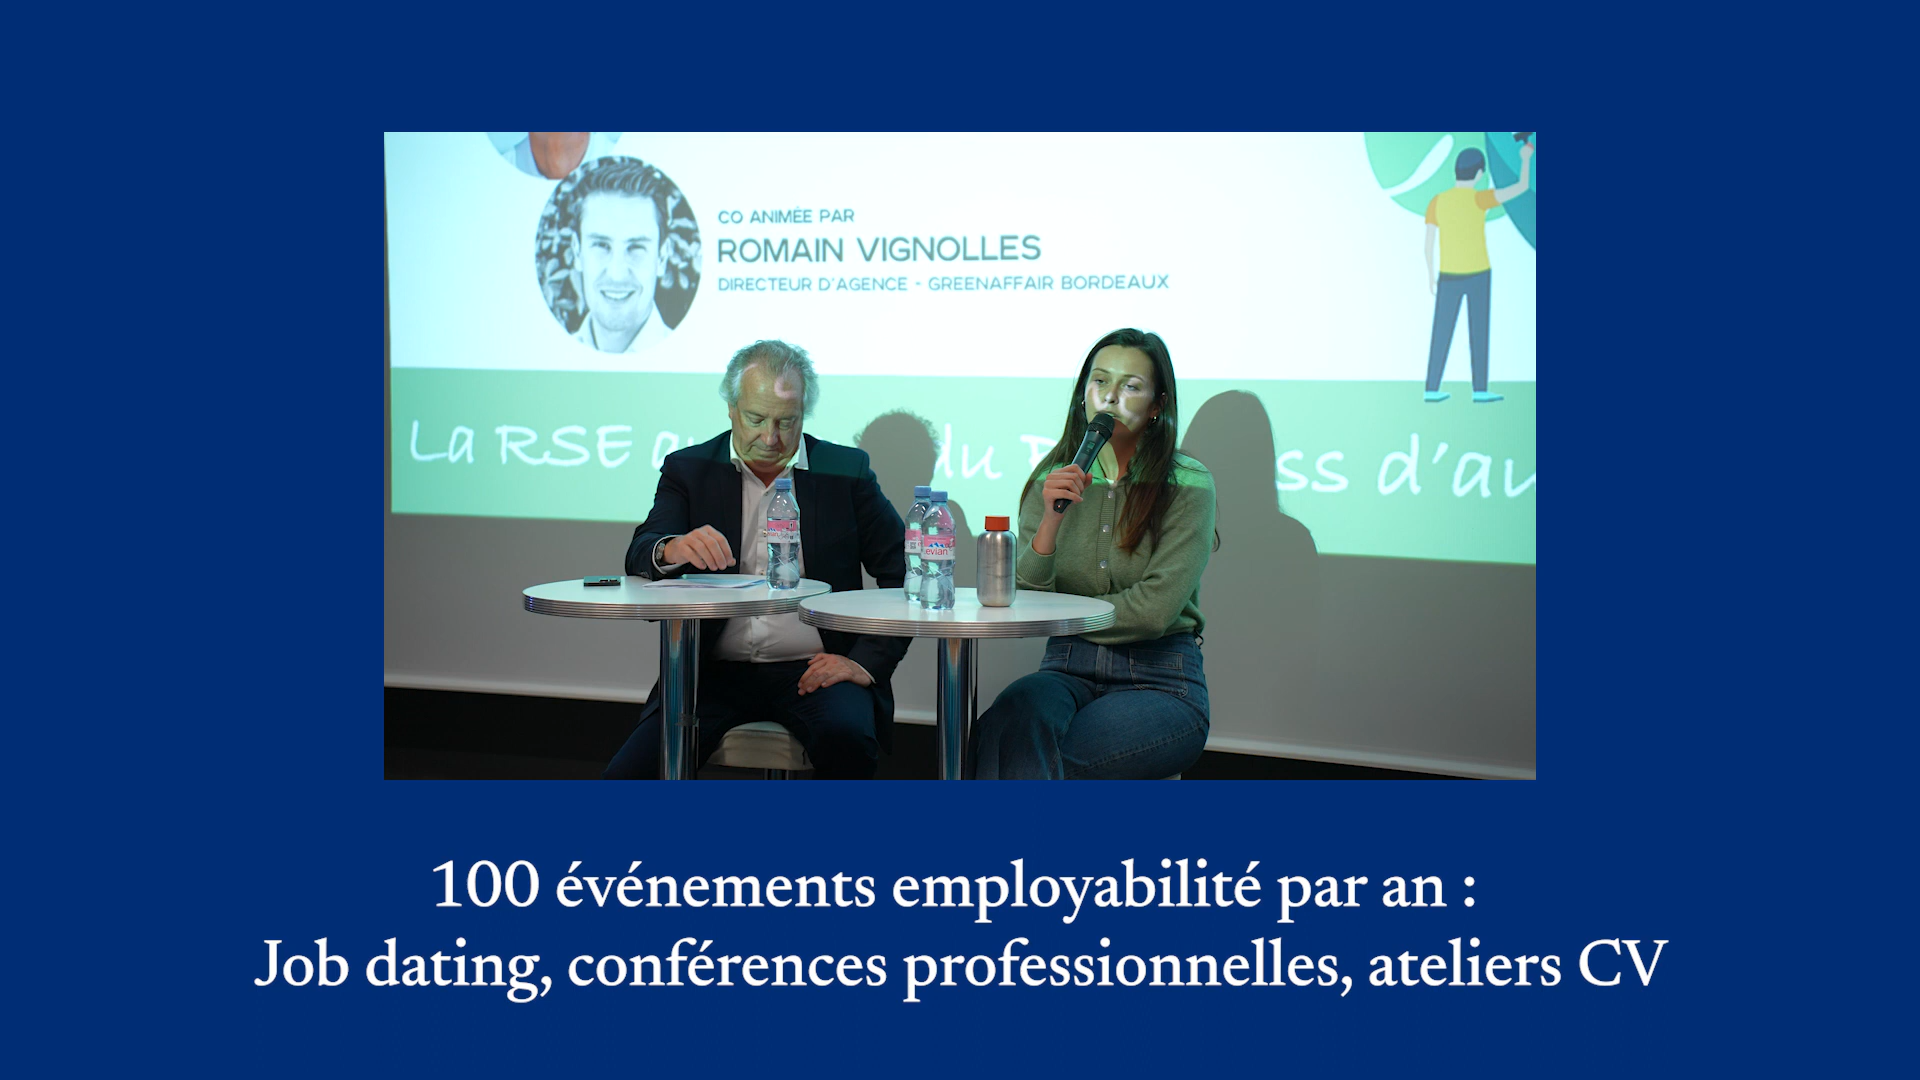 CO ANIMÉE PAR
ROMAIN VIGNOLLES
DIRECTEUR D'AGENCE - GREENAFFAIR BORDEAUX
La RSE du ss d'au
evian
100 événements employabilité par an :
Job dating, conférences professionnelles, ateliers CV